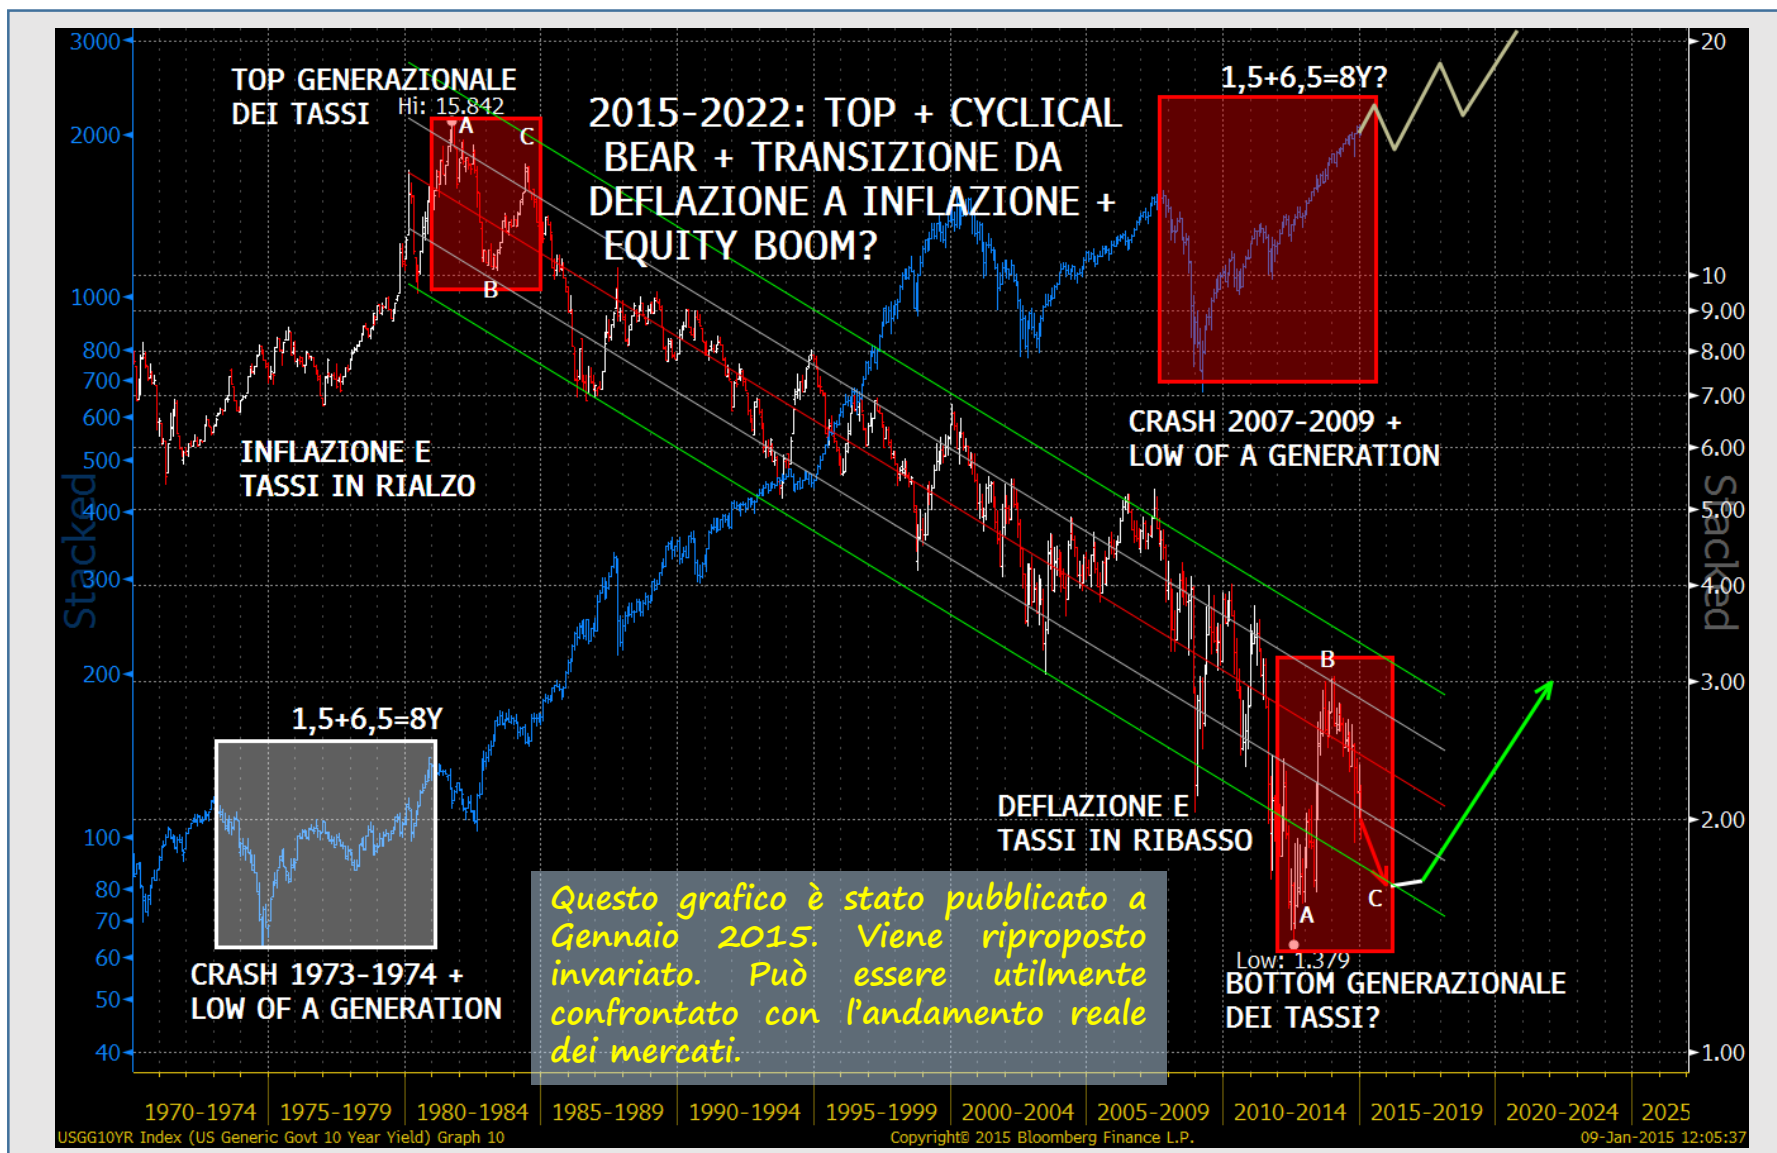 TOP GENERAZIONALE
DEI TASSI
Hi: 15.842
A
C
B
2015-2022: TOP + CYCLICAL
BEAR + TRANSIZIONE DA
DEFLAZIONE A INFLAZIONE +
EQUITY BOOM?
1,5+6,5=8Y?
CRASH 2007-2009 +
LOW OF A GENERATION
INFLAZIONE E
TASSI IN RIALZO
1,5+6,5=8Y
CRASH 1973-1974 +
LOW OF A GENERATION
DEFLAZIONE E
TASSI IN RIBASSO
B
A
C
Low: 1.379
BOTTOM GENERAZIONALE
DEI TASSI?
Questo grafico è stato pubblicato a
Gennaio 2015. Viene riproposto
invariato. Può essere utilmente
confrontato con l'andamento reale
dei mercati.
3000
2000
1000
800
700
600
500
400
300
200
100
80
70
60
50
40
Stacked
20
10
9.00
8.00
7.00
6.00
5.00
4.00
3.00
2.00
1.00
Stacked
1970-1974 1975-1979 1980-1984 1985-1989 1990-1994 1995-1999 2000-2004 2005-2009 2010-2014 2015-2019 2020-2024 2025
USGG10YR Index (US Generic Govt 10 Year Yield) Graph 10
Copyright© 2015 Bloomberg Finance L.P.
09-Jan-2015 12:05:37